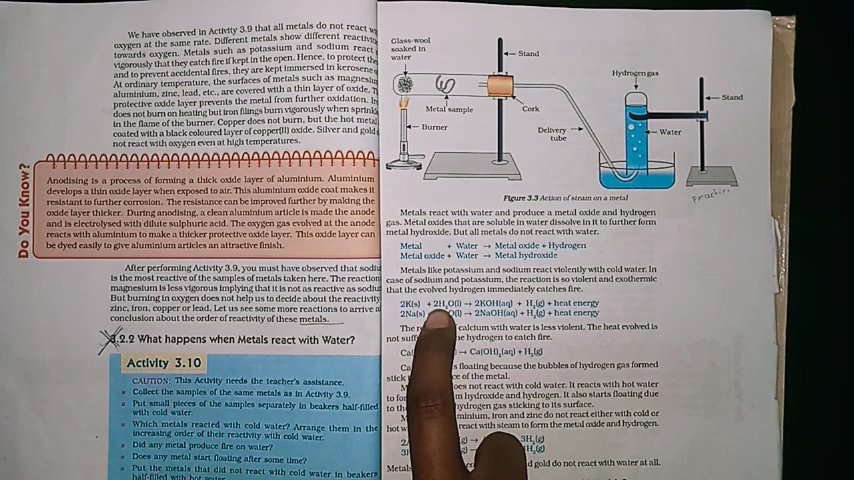 We have observed in Activity 3.9 that all metals do not react
oxygen at the same rate. Different metals show different
towards oxygen. Metals such as potassium and sodium react
vigorously that they catch fire if kept in the open. Hence, to protect
and to prevent accidental fires, they are kept immersed in kerosene
At ordinary temperature, the surfaces of metals such as
aluminium, zinc, lead, etc., are covered with a thin layer of oxide.
protective oxide layer prevents the metal from further oxidation.
does not burn on heating but iron filings burn vigorously when
in the flame of the burner. Copper does not burn, but the hot metal
coated with a black coloured layer of copper(II) oxide. Silver and gold
not react with oxygen even at high temperatures.
Do You Know?
Anodising is a process of forming a thick oxide layer of aluminium. Aluminium
develops a thin oxide layer when exposed to air. This aluminium oxide coat makes it
resistant to further corrosion. The resistance can be improved further by making the
oxide layer thicker. During anodising, a clean aluminium article is made the anode
and is electrolysed with dilute sulphuric acid. The oxygen gas evolved at the anode
reacts with aluminium to make a thicker protective oxide layer. This oxide layer can
be dyed easily to give aluminium articles an attractive finish.
After performing Activity 3.9, you must have observed that
is the most reactive of the samples of metals taken here. The reaction
magnesium is less vigorous implying that it is not as reactive as
But burning in oxygen does not help us to decide about the reactivity
zinc, iron, copper or lead. Let us see some more reactions to arrive a
conclusion about the order of reactivity of these metals.
3.2.2 What happens when Metals react with Water?
Activity 3.10
CAUTION: This Activity needs the teacher's assistance.
Collect the samples of the same metals as in Activity 3.9.
Put small pieces of the samples separately in beakers half-filled
with cold water.
Which metals reacted with cold water? Arrange them in the
increasing order of their reactivity with cold water.
Did any metal produce fire on water?
Does any metal start floating after some time?
Put the metals that did not react with cold water in beakers
half-filled with hot water.
Glass-wool
soaked in
water
Stand
Hydrogen gas
Stand
Metal sample
Cork
Burner
Delivery
tube
Water
Figure 3.3 Action of steam on a metal
Metals react with water and produce a metal oxide and hydrogen
gas. Metal oxides that are soluble in water dissolve in it to further form
metal hydroxide. But all metals do not react with water.
Metal + Water → Metal oxide + Hydrogen
Metal oxide + Water → Metal hydroxide
Metals like potassium and sodium react violently with cold water. In
case of sodium and potassium, the reaction is so violent and exothermic
that the evolved hydrogen immediately catches fire.
2K(s) + 2H₂O(l) → 2KOH(aq) + H₂(g) + heat energy
2Na(s) O(l) → 2NaOH(aq) + H₂(g) + heat energy
The calcium with water is less violent. The heat evolved is
not he hydrogen to catch fire.
→ Ca(OH)₂(aq) + H₂(g)
floating because the bubbles of hydrogen gas formed
stick ce of the metal.
oes not react with cold water. It reacts with hot water
to hydroxide and hydrogen. It also starts floating due
to hydrogen gas sticking to its surface.
minium, iron and zinc do not react either with cold or
hot react with steam to form the metal oxide and hydrogen.
3H₂(g)
gold do not react with water at all.